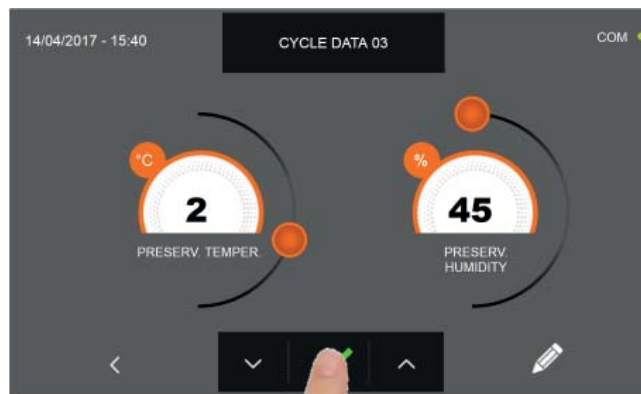 14/04/2017 - 15:40
CYCLE DATA 03
COM
°C
%
2
45
PRESERV. TEMPER.
PRESERV.
HUMIDITY